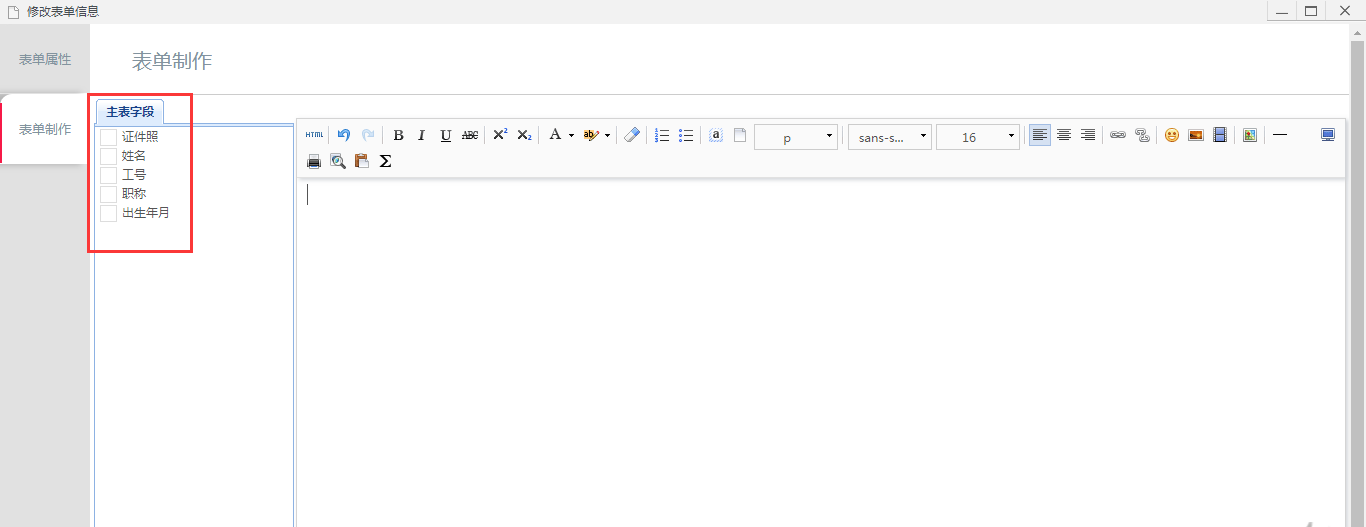 修改表单信息
表单属性
表单制作
表单制作
主表字段
证件照
姓名
工号
职称
出生年月
HTML B I U ABC X² X₂ A ab a p sans-s... 16
Σ